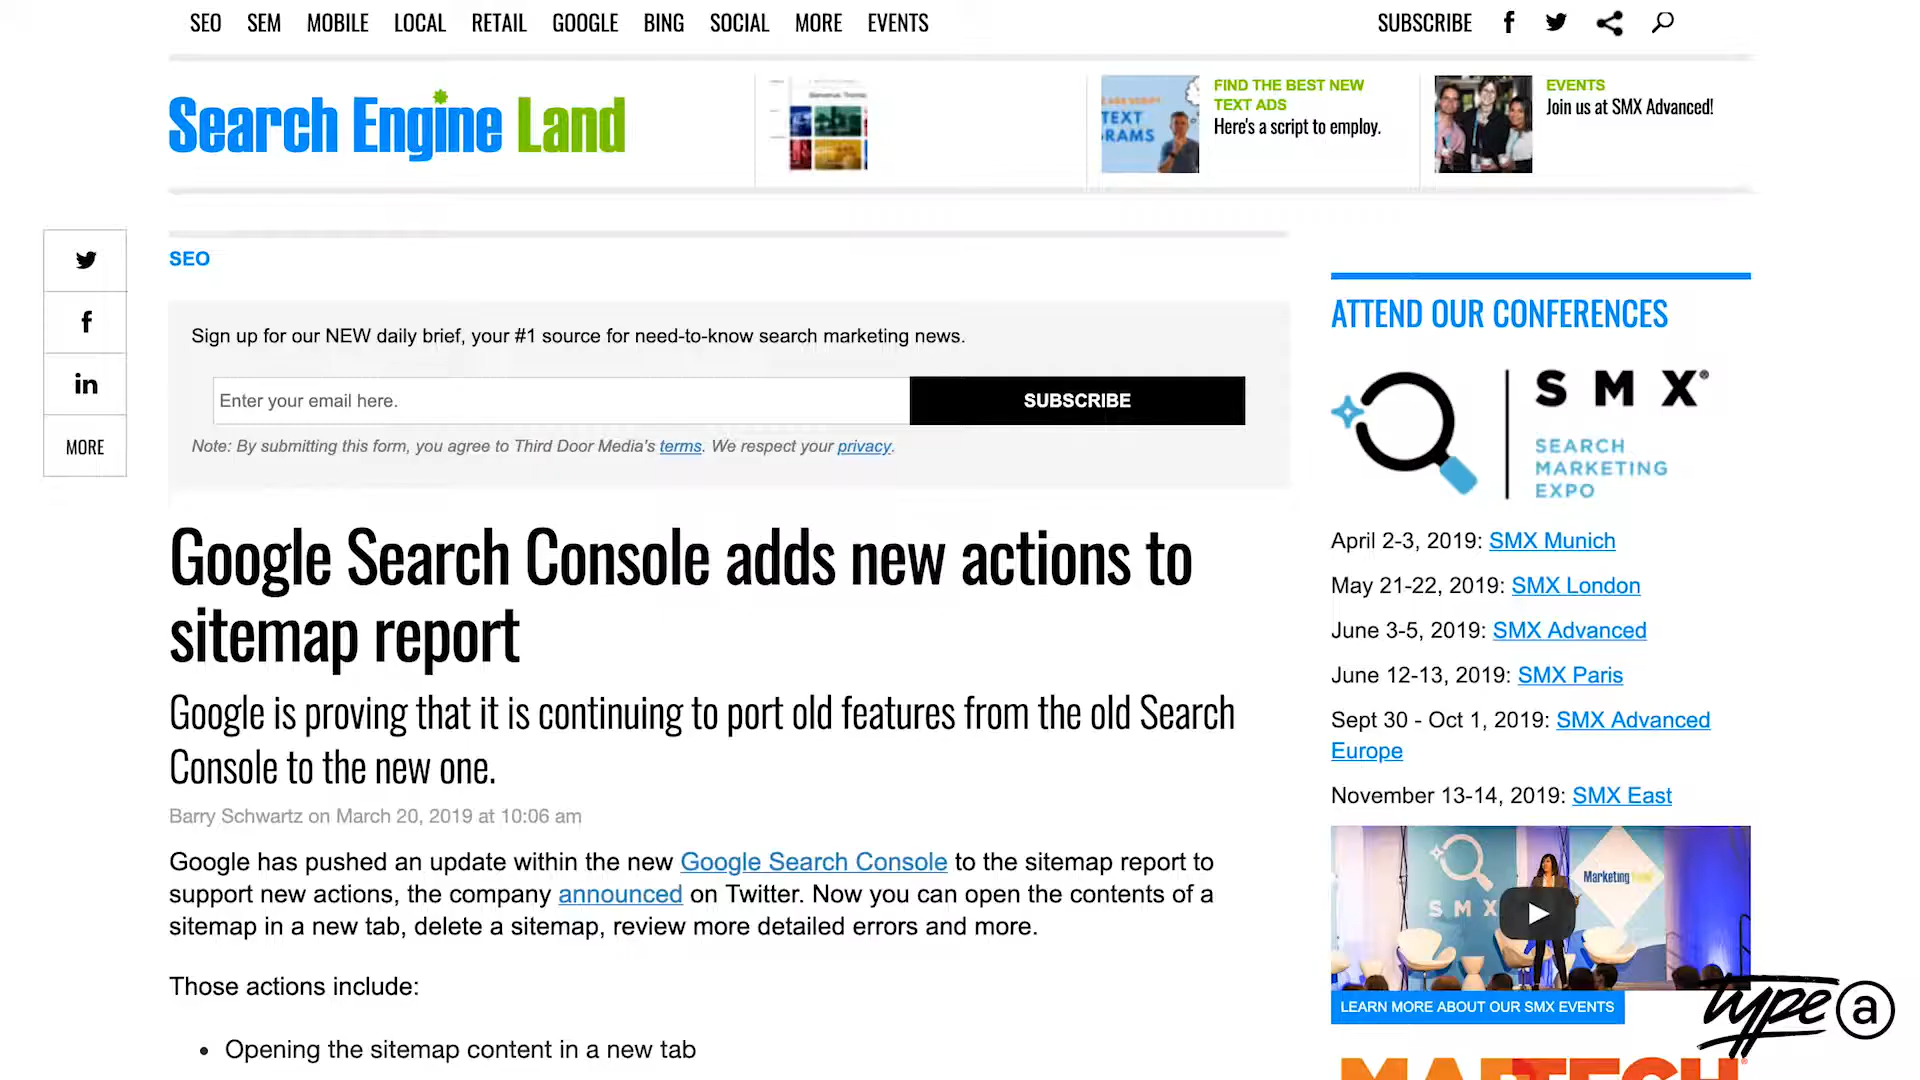 SEO SEM MOBILE LOCAL RETAIL GOOGLE BING SOCIAL MORE EVENTS SUBSCRIBE
Search Engine Land
TEXT
FIND THE BEST NEW
TEXT ADS
Here's a script to employ.
EVENTS
Join us at SMX Advanced!
MORE
SEO
Sign up for our NEW daily brief, your #1 source for need-to-know search marketing news.
Enter your email here.
SUBSCRIBE
Note: By submitting this form, you agree to Third Door Media's terms. We respect your privacy.
Google Search Console adds new actions to
sitemap report
Google is proving that it is continuing to port old features from the old Search
Console to the new one.
Barry Schwartz on March 20, 2019 at 10:06 am
Google has pushed an update within the new Google Search Console to the sitemap report to
support new actions, the company announced on Twitter. Now you can open the contents of a
sitemap in a new tab, delete a sitemap, review more detailed errors and more.
Those actions include:
• Opening the sitemap content in a new tab
ATTEND OUR CONFERENCES
SMX®
SEARCH
MARKETING
EXPO
April 2-3, 2019: SMX Munich
May 21-22, 2019: SMX London
June 3-5, 2019: SMX Advanced
June 12-13, 2019: SMX Paris
Sept 30 - Oct 1, 2019: SMX Advanced
Europe
November 13-14, 2019: SMX East
SMX
Marketing Land
LEARN MORE ABOUT OUR SMX EVENTS
type a
MARTECH®